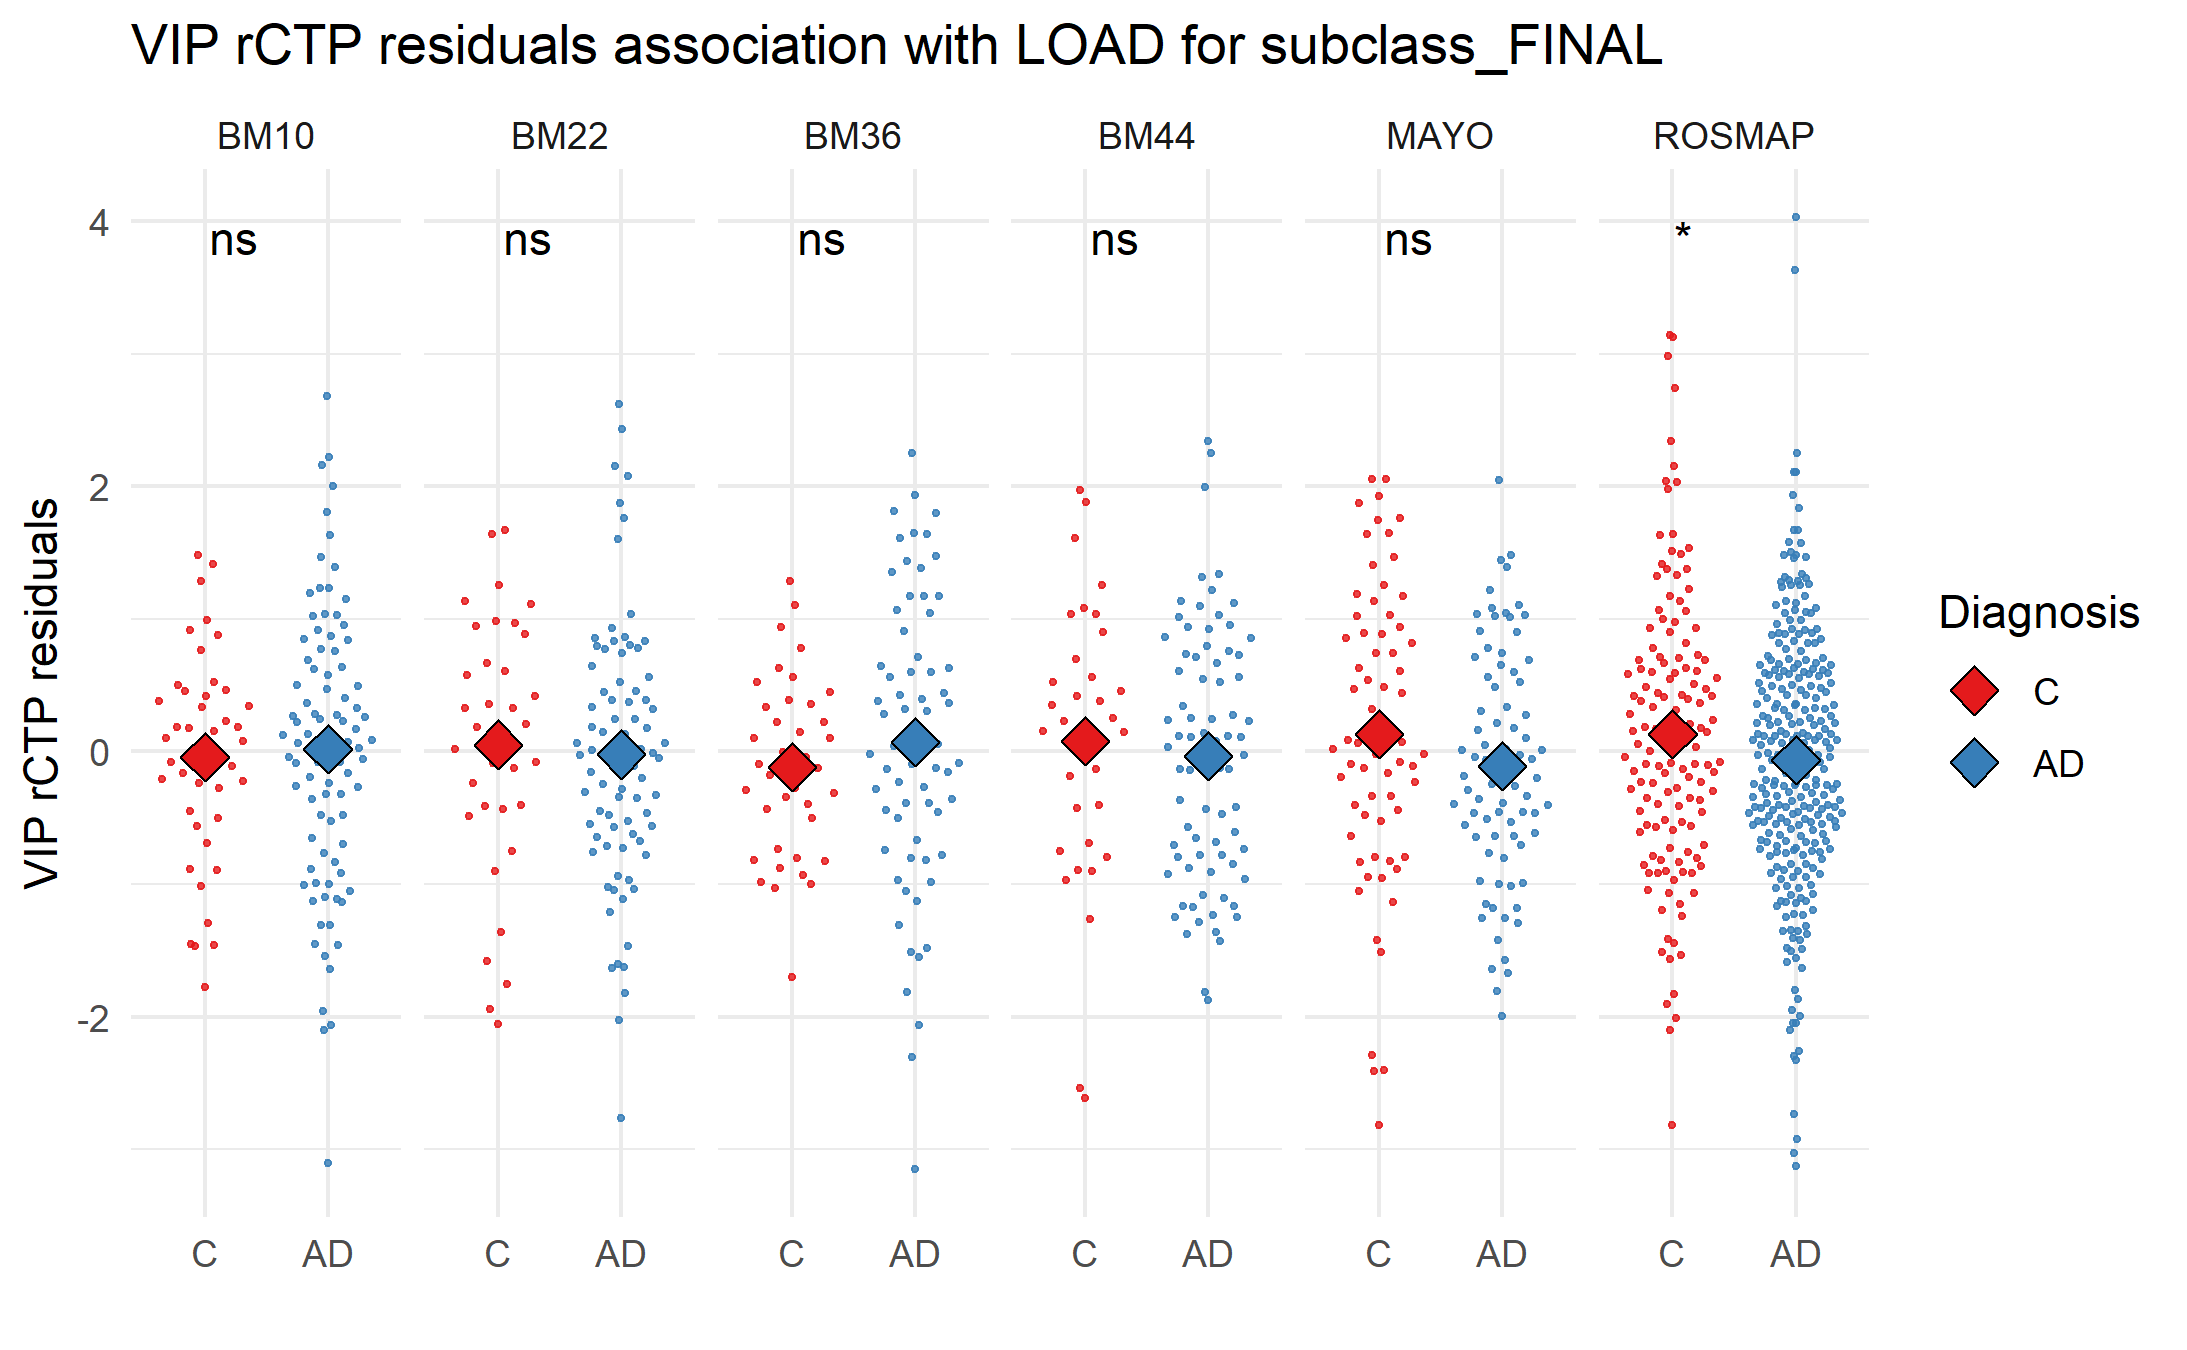 VIP rCTP residuals association with LOAD for subclass_FINAL
BM10 BM22 BM36 BM44 MAYO ROSMAP
ns ns ns ns ns *
4
2
0
-2
VIP rCTP residuals
C AD C AD C AD C AD C AD C AD
Diagnosis
C
AD